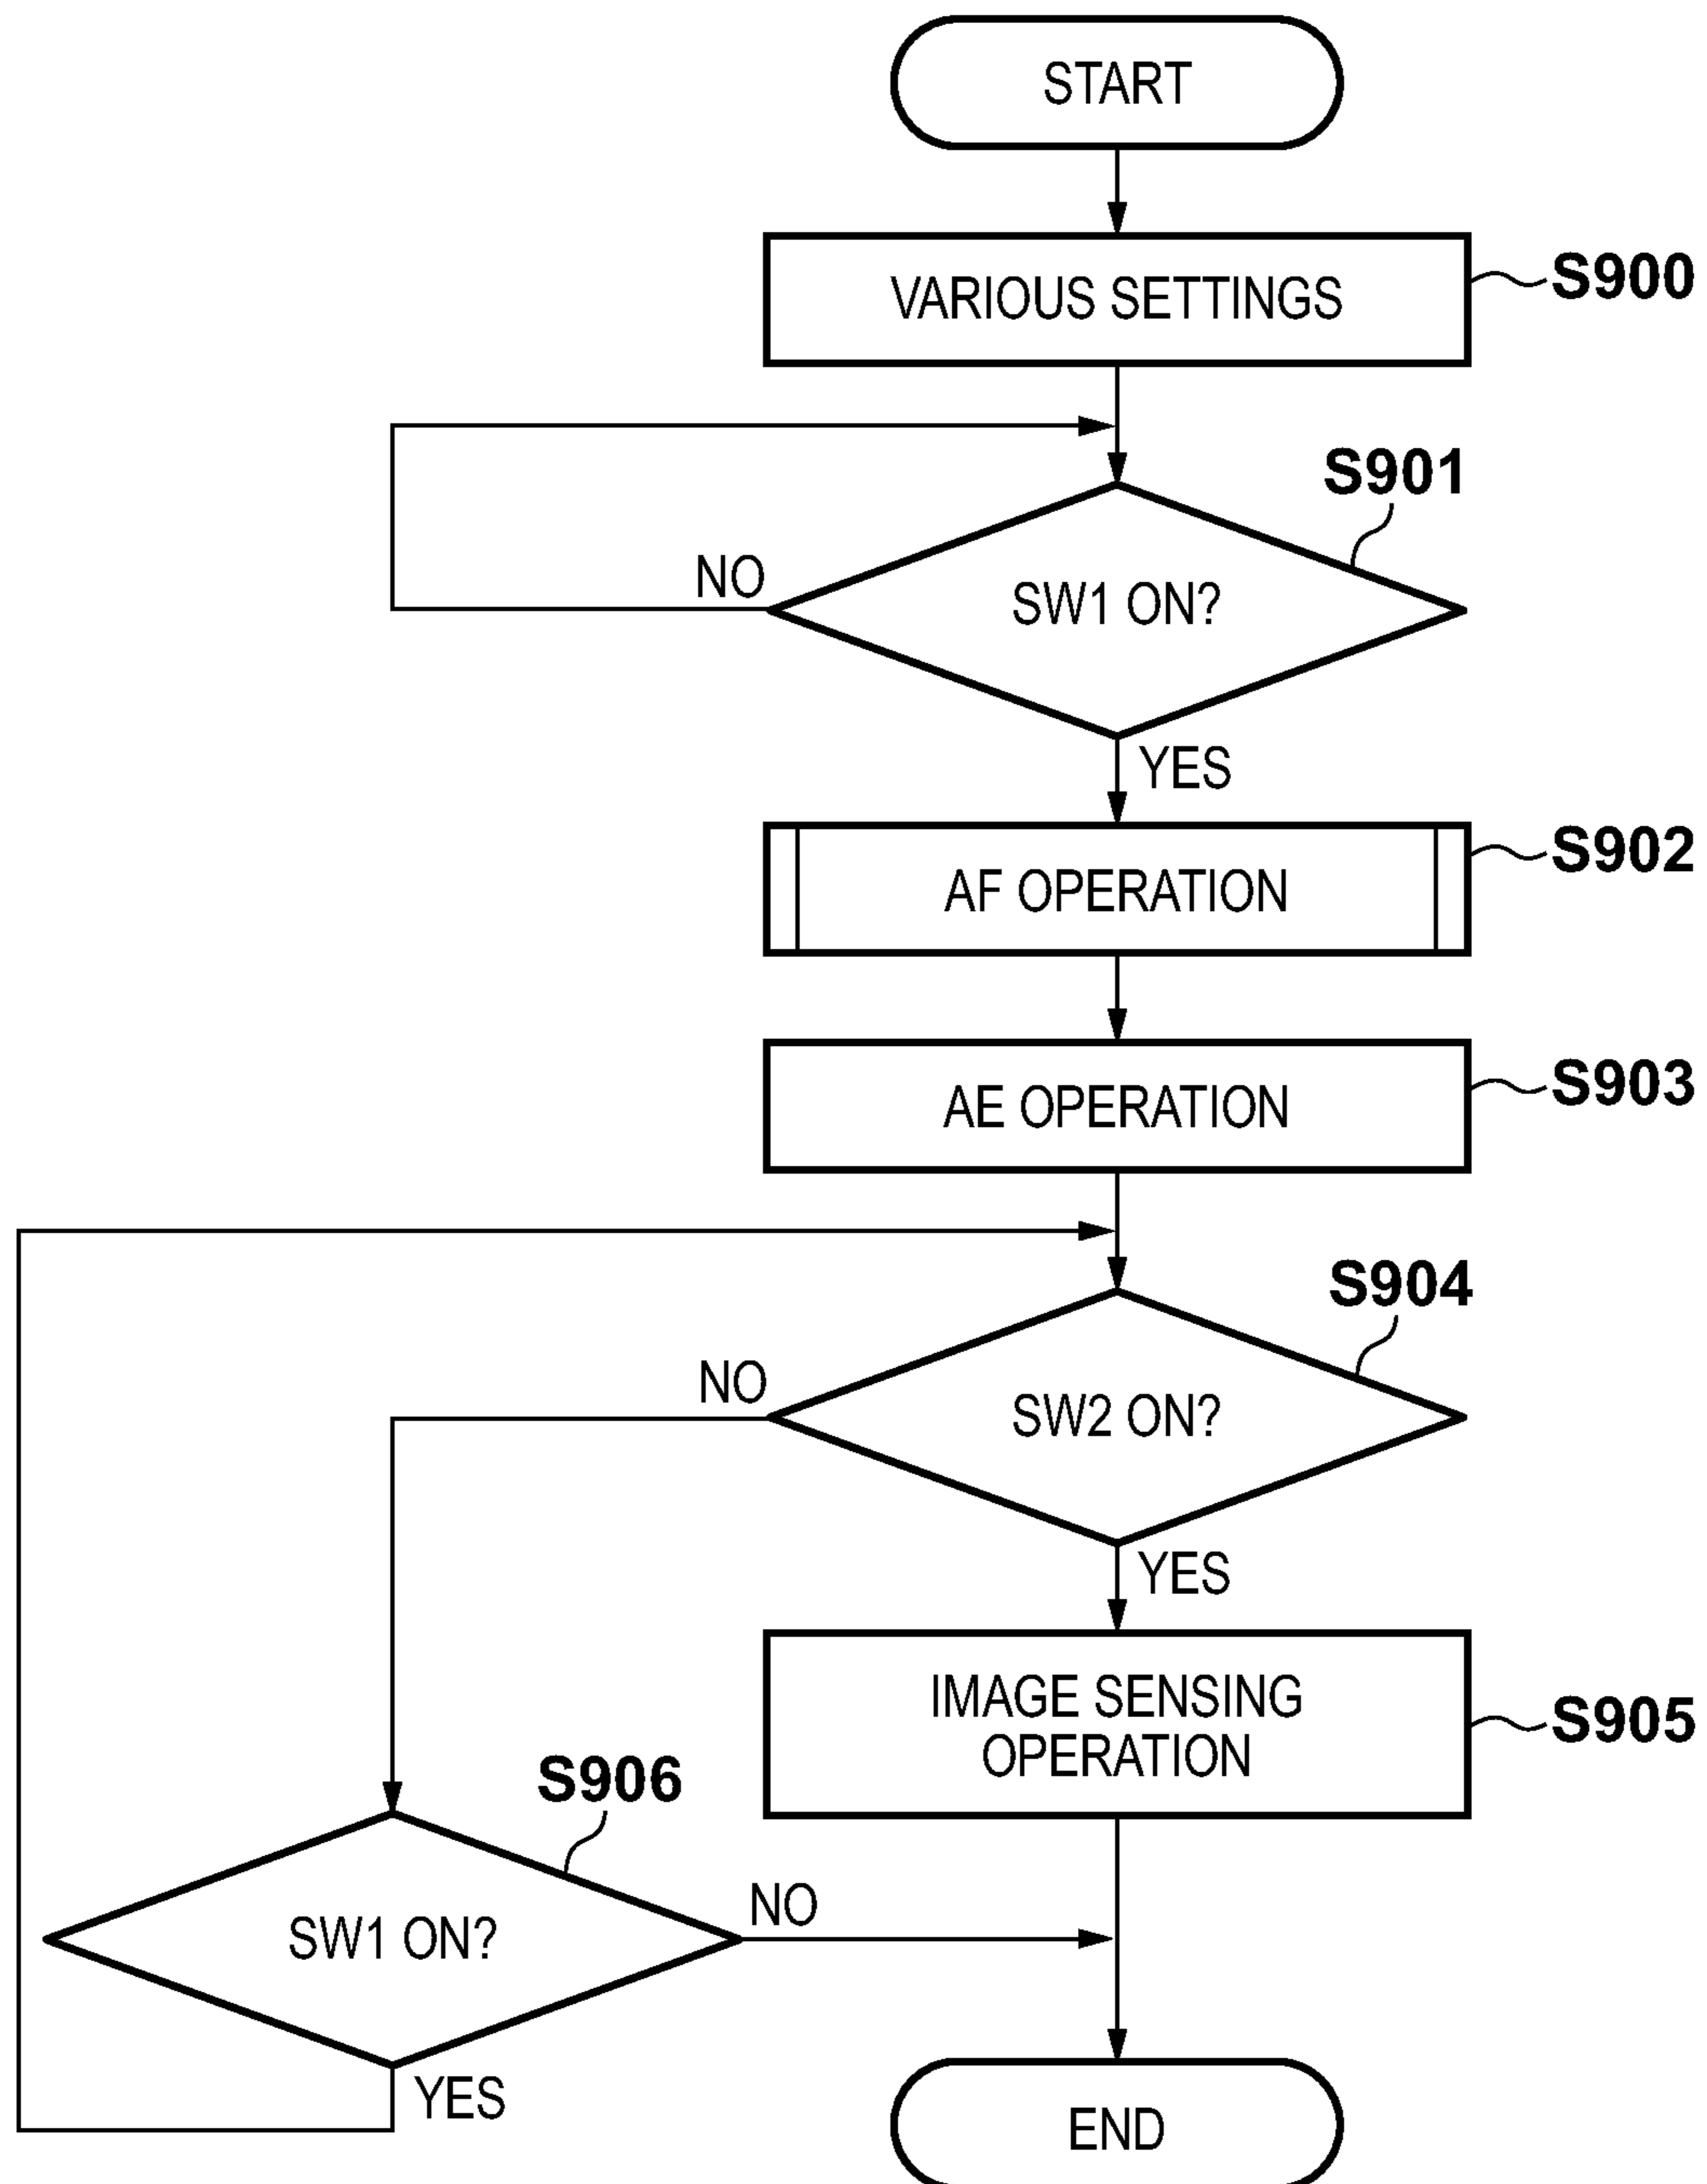 START
VARIOUS SETTINGS
S900
S901
NO
SW1 ON?
YES
AF OPERATION
S902
AE OPERATION
S903
S904
NO
SW2 ON?
YES
IMAGE SENSING
OPERATION
S905
S906
NO
SW1 ON?
YES
END